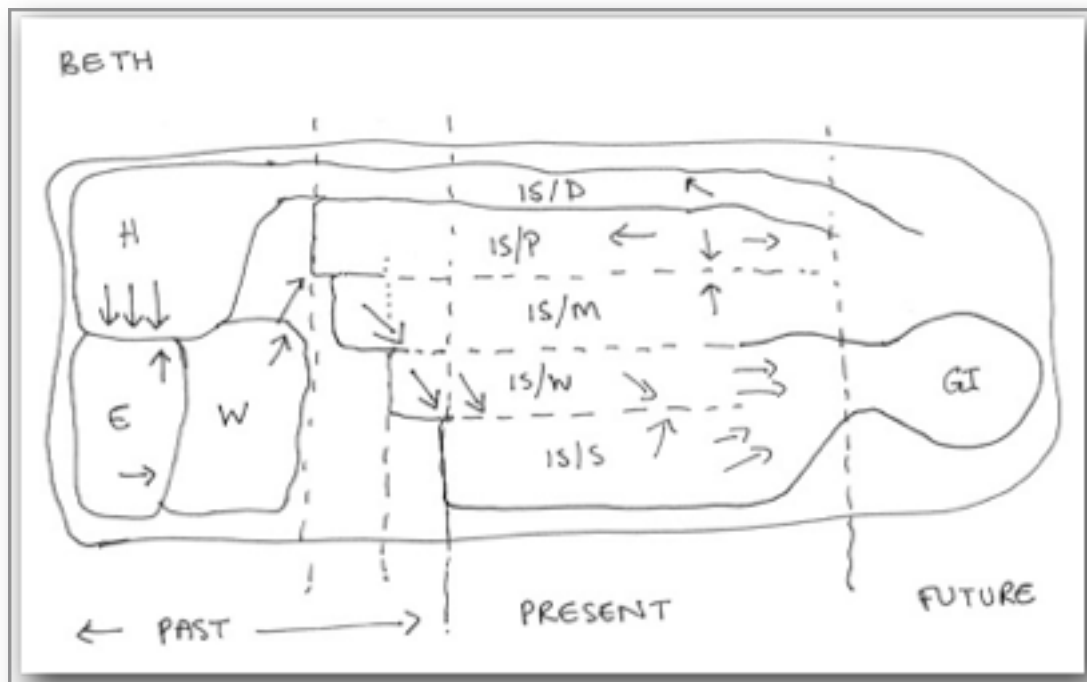 BETH
IS/D
H
IS/P
IS/M
IS/W
GI
E
W
IS/S
PAST
PRESENT
FUTURE